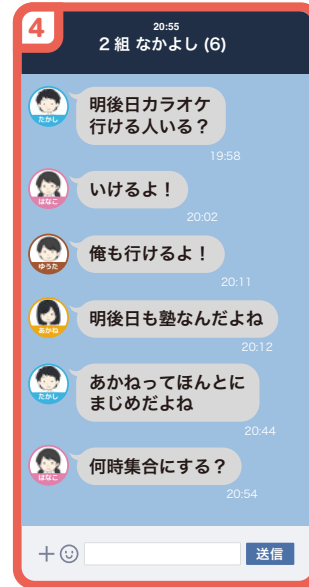 4
20:55
2組 なかよし (6)
明後日カラオケ
行ける人いる？
たかし
19:58
いけるよ！
はなこ
20:02
俺も行けるよ！
ゆうた
20:11
明後日も塾なんだよね
あかね
20:12
あかねってほんとに
まじめだよね
たかし
20:44
何時集合にする？
はなこ
20:54
送信